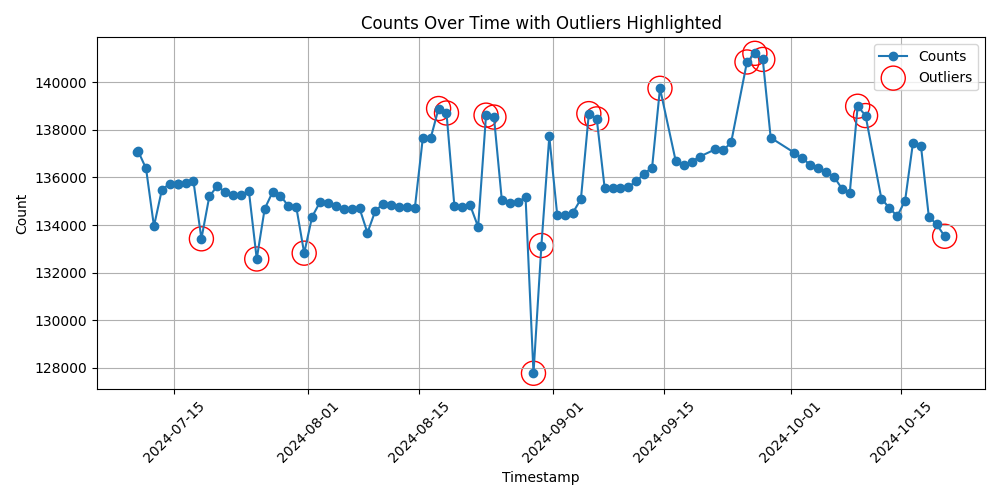 Counts Over Time with Outliers Highlighted
Counts
Outliers
Count
140000
138000
136000
134000
132000
130000
128000
2024-07-15
2024-08-01
2024-08-15
2024-09-01
2024-09-15
2024-10-01
2024-10-15
Timestamp